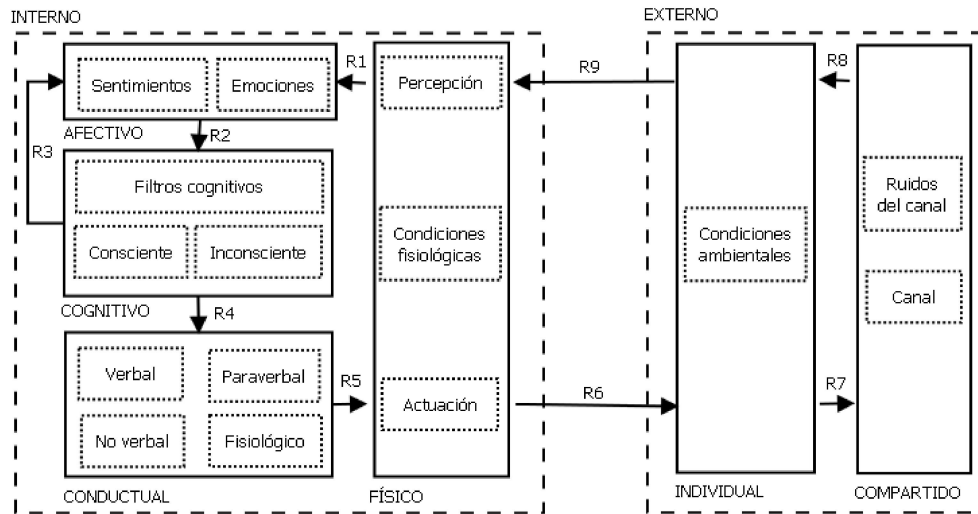 INTERNO
EXTERNO
R1
Sentimientos
Emociones
AFECTIVO
R2
R3
Filtros cognitivos
Consciente
Inconsciente
COGNITIVO
R4
Verbal
Paraverbal
No verbal
Fisiológico
CONDUCTUAL
R5
Percepción
Condiciones
fisiológicas
Actuación
FÍSICO
R9
R6
Condiciones
ambientales
INDIVIDUAL
R8
R7
Ruidos
del canal
Canal
COMPARTIDO